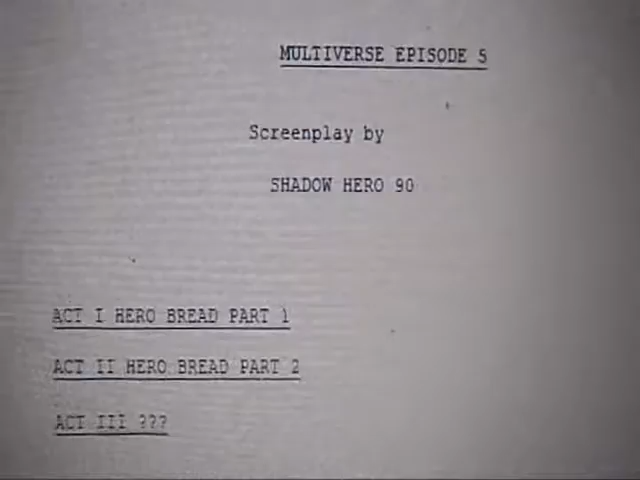 MULTIVERSE EPISODE 5
Screenplay by
SHADOW HERO 90
ACT I HERO BREAD PART 1
ACT II HERO BREAD PART 2
ACT III ???